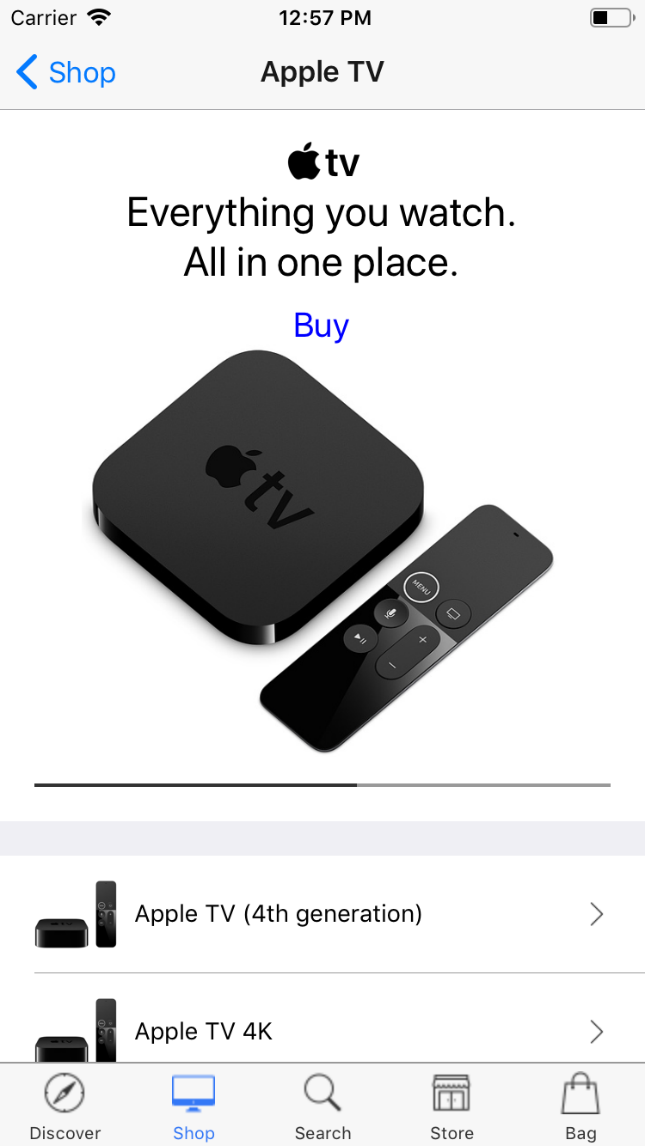 Carrier 12:57 PM
Shop Apple TV
tv
Everything you watch.
All in one place.
Buy
tv
MENU
Apple TV (4th generation)
Apple TV 4K
Discover Shop Search Store Bag